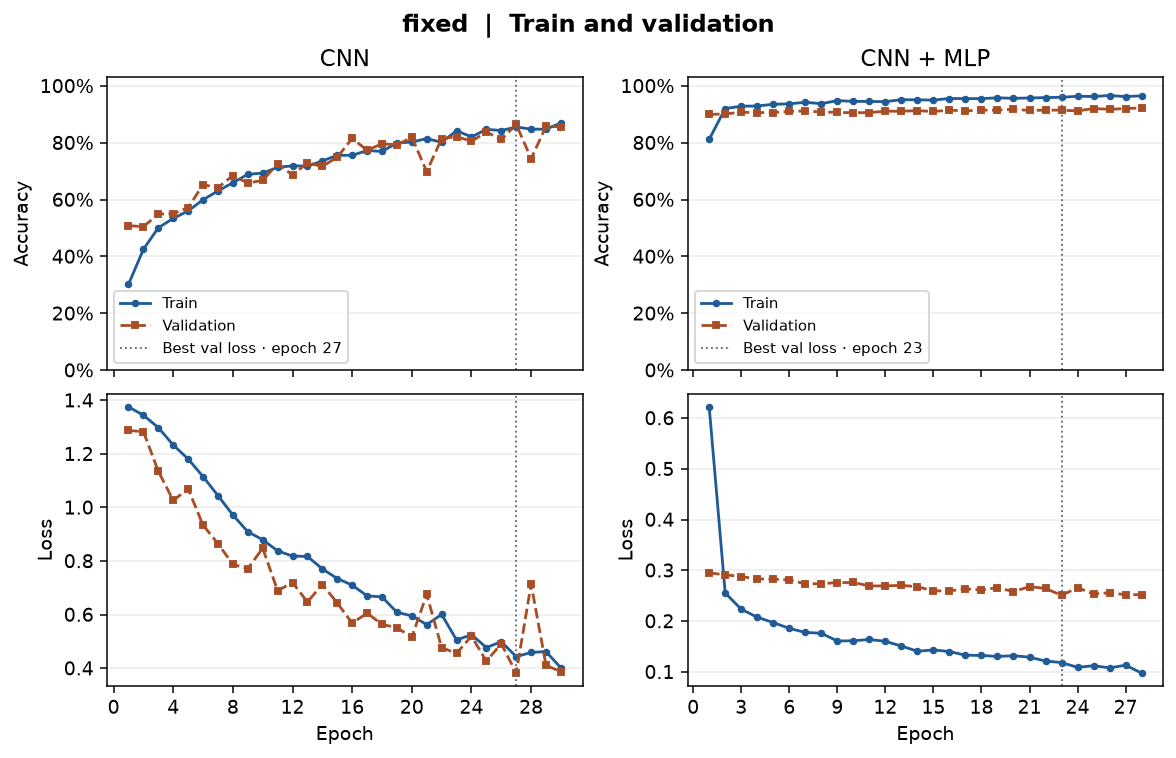 fixed | Train and validation
CNN
100%
80%
60%
40%
20%
0%
Accuracy
Train
Validation
Best val loss · epoch 27
CNN + MLP
100%
80%
60%
40%
20%
0%
Accuracy
Train
Validation
Best val loss · epoch 23
1.4
1.2
1.0
0.8
0.6
0.4
Loss
0 4 8 12 16 20 24 28
Epoch
0.6
0.5
0.4
0.3
0.2
0.1
Loss
0 3 6 9 12 15 18 21 24 27
Epoch